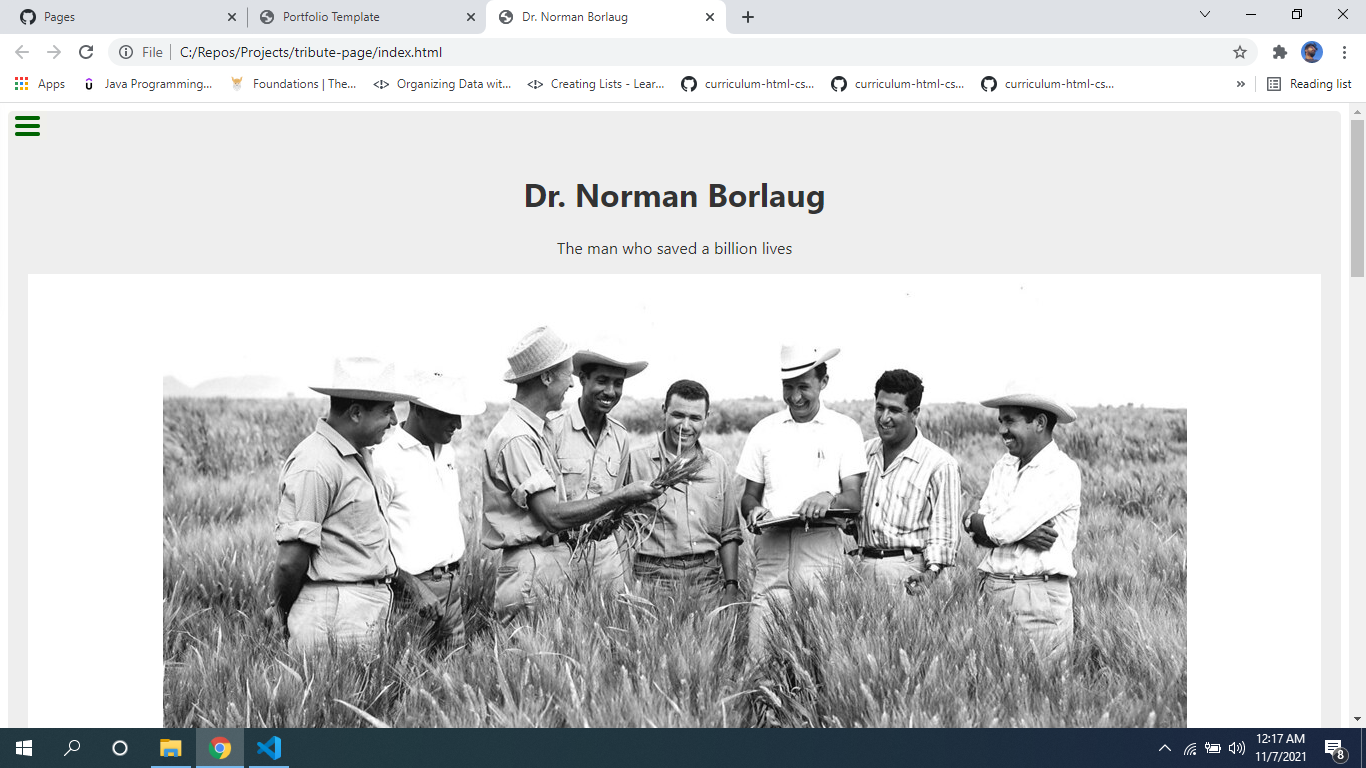 Pages
Portfolio Template
Dr. Norman Borlaug
File
C:/Repos/Projects/tribute-page/index.html
Apps
Java Programming...
Foundations | The...
Organizing Data wit...
Creating Lists - Lear...
curriculum-html-cs...
curriculum-html-cs...
curriculum-html-cs...
»
Reading list
Dr. Norman Borlaug
The man who saved a billion lives
12:17 AM
11/7/2021
8